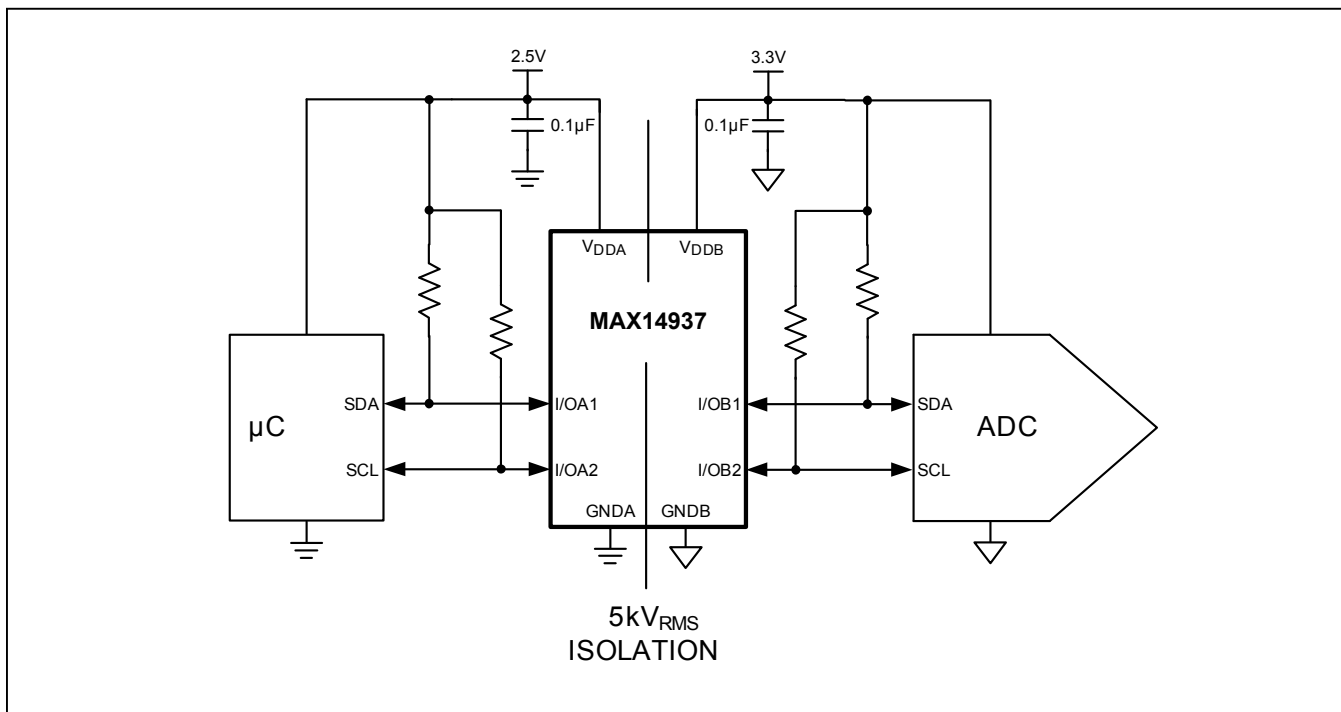 2.5V
3.3V
0.1µF
0.1µF
VDDA
VDDB
MAX14937
SDA
I/OA1
I/OB1
SDA
µC
ADC
SCL
I/OA2
I/OB2
SCL
GNDA
GNDB
5kVRMS
ISOLATION